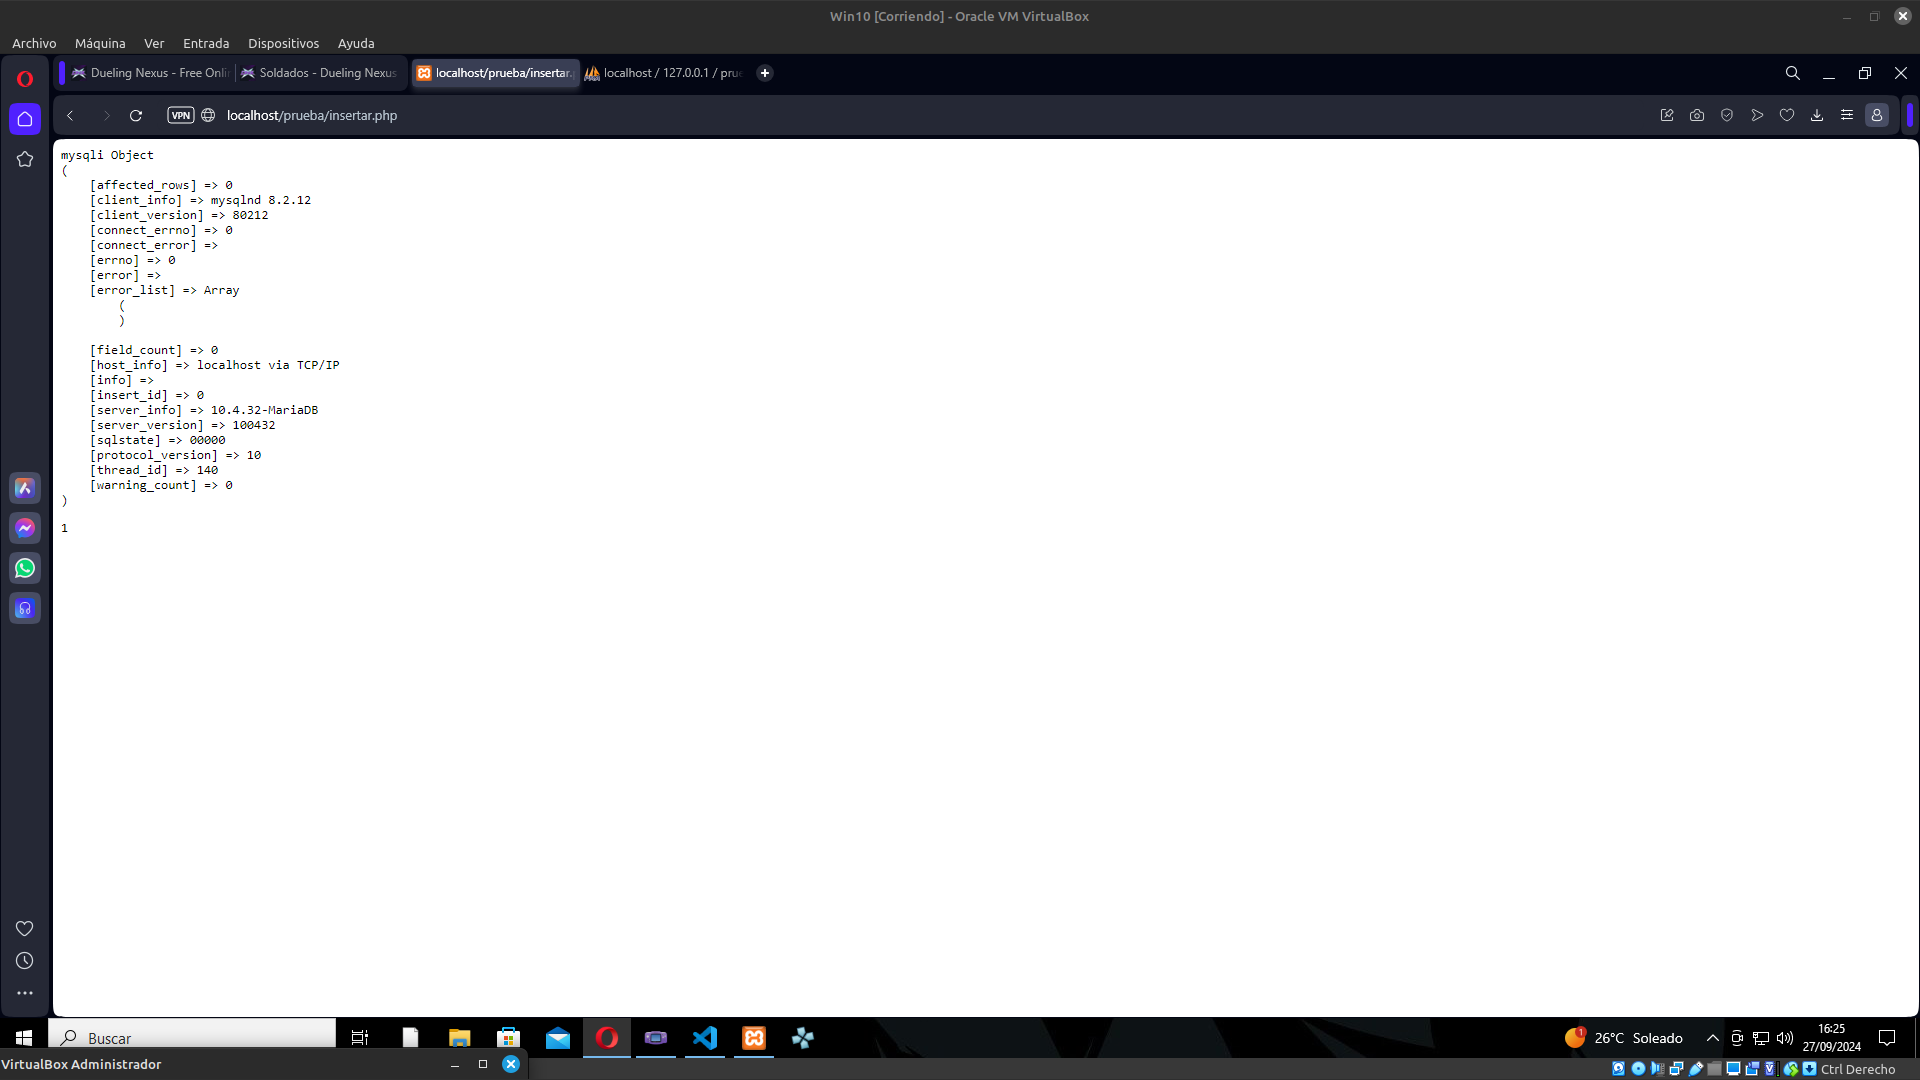 Win10 [Corriendo] - Oracle VM VirtualBox
Archivo Máquina Ver Entrada Dispositivos Ayuda
Dueling Nexus - Free Onli Soldados - Dueling Nexus localhost/prueba/insertar. localhost / 127.0.0.1 / prue
VPN localhost/prueba/insertar.php
mysqli Object
(
    [affected_rows] => 0
    [client_info] => mysqlnd 8.2.12
    [client_version] => 80212
    [connect_errno] => 0
    [connect_error] =>
    [errno] => 0
    [error] =>
    [error_list] => Array
        (
        )
    [field_count] => 0
    [host_info] => localhost via TCP/IP
    [info] =>
    [insert_id] => 0
    [server_info] => 10.4.32-MariaDB
    [server_version] => 100432
    [sqlstate] => 00000
    [protocol_version] => 10
    [thread_id] => 140
    [warning_count] => 0
)
1
Buscar
1 26°C Soleado
16:25
27/09/2024
VirtualBox Administrador
Ctrl Derecho